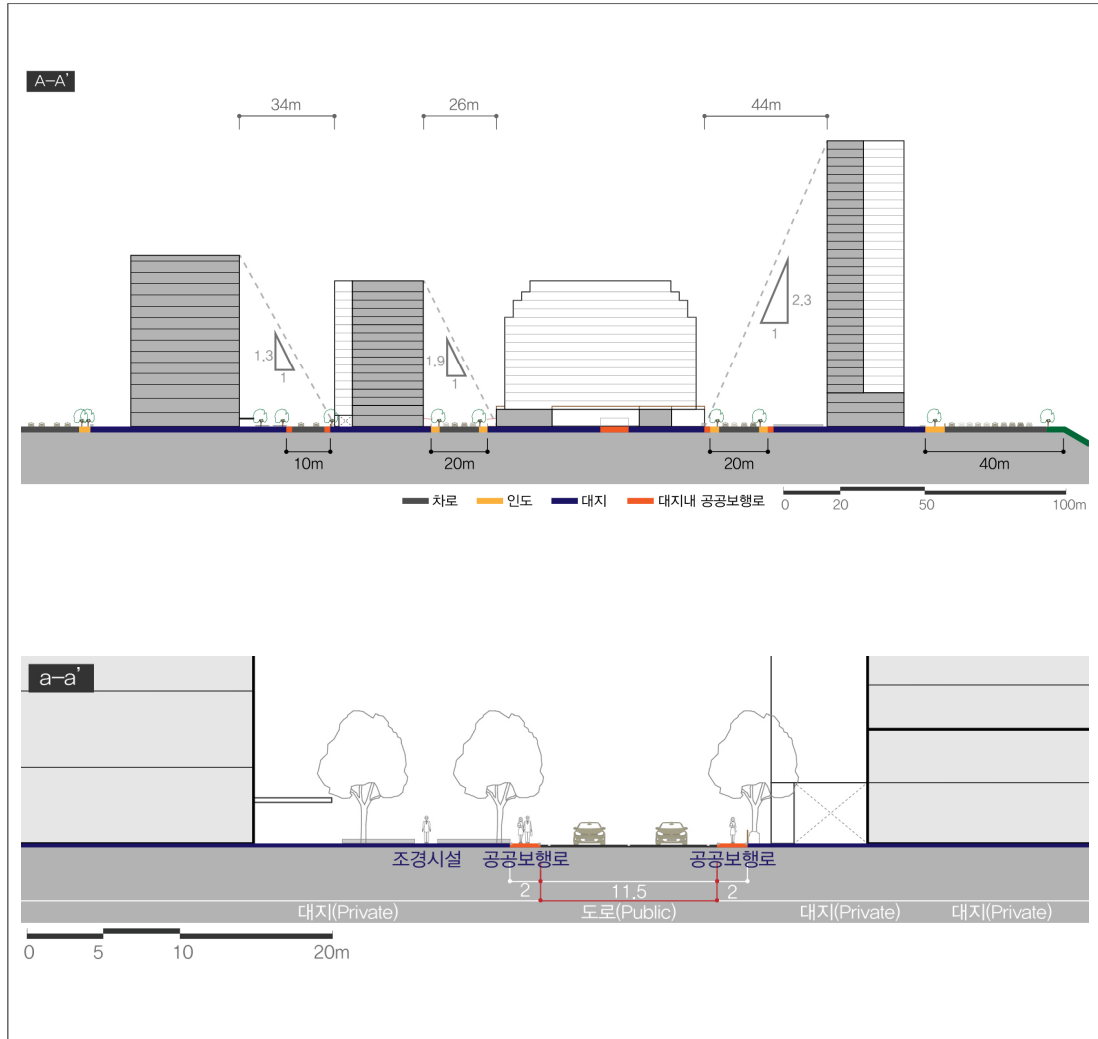 A-A'
34m
26m
44m
1.3
1
1.9
1
2.3
1
10m
20m
20m
40m
차로 인도 대지 대지내 공공보행로
0 20 50 100m
a-a'
조경시설 공공보행로 공공보행로
2 11.5 2
대지(Private) 도로(Public) 대지(Private) 대지(Private)
0 5 10 20m